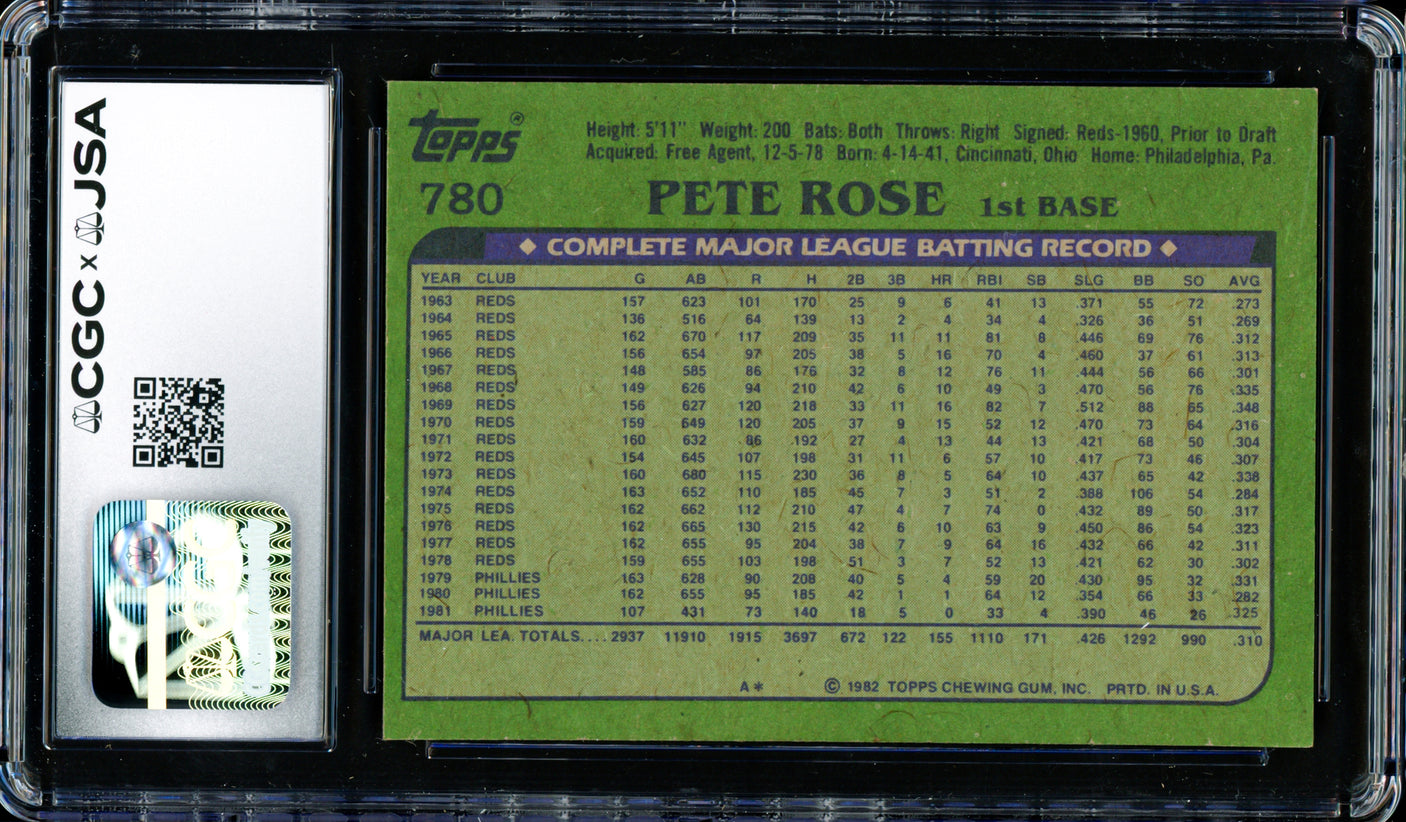 CGC x JSA
Topps®
Height: 5'11" Weight: 200 Bats: Both Throws: Right Signed: Reds-1960, Prior to Draft
Acquired: Free Agent, 12-5-78 Born: 4-14-41, Cincinnati, Ohio Home: Philadelphia, Pa.
780 PETE ROSE 1st BASE
COMPLETE MAJOR LEAGUE BATTING RECORD
YEAR CLUB G AB R H 2B 3B HR RBI SB SLG BB SO AVG
1963 REDS 157 623 101 170 25 9 6 41 13 .371 55 72 .273
1964 REDS 136 516 64 139 13 2 4 34 4 .326 36 51 .269
1965 REDS 162 670 117 209 35 11 11 81 8 .446 69 76 .312
1966 REDS 156 654 97 205 38 5 16 70 4 .460 37 61 .313
1967 REDS 148 585 86 176 32 8 12 76 11 .444 56 66 .301
1968 REDS 149 626 94 210 42 6 10 49 3 .470 56 76 .335
1969 REDS 156 627 120 218 33 11 16 82 7 .512 88 65 .348
1970 REDS 159 649 120 205 37 9 15 52 12 .470 73 64 .316
1971 REDS 160 632 86 192 27 4 13 44 13 .421 68 50 .304
1972 REDS 154 645 107 198 31 11 6 57 10 .417 73 46 .307
1973 REDS 160 680 115 230 36 8 5 64 10 .437 65 42 .338
1974 REDS 163 652 110 185 45 7 3 51 2 .388 106 54 .284
1975 REDS 162 662 112 210 47 4 7 74 0 .432 89 50 .317
1976 REDS 162 665 130 215 42 6 10 63 9 .450 86 54 .323
1977 REDS 162 655 95 204 38 7 9 64 16 .432 66 42 .311
1978 REDS 159 655 103 198 51 3 7 52 13 .421 62 30 .302
1979 PHILLIES 163 628 90 208 40 5 4 59 20 .430 95 32 .331
1980 PHILLIES 162 655 95 185 42 1 1 64 12 .354 66 33 .282
1981 PHILLIES 107 431 73 140 18 5 0 33 4 .390 46 26 .325
MAJOR LEA. TOTALS.... 2937 11910 1915 3697 672 122 155 1110 171 .426 1292 990 .310
A* © 1982 TOPPS CHEWING GUM, INC. PRTD. IN U.S.A.